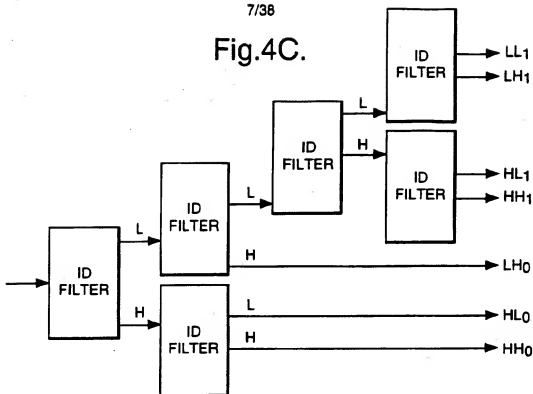 7/38
Fig.4C.
ID
FILTER
LL1
LH1
L
H
ID
FILTER
ID
FILTER
HL1
HH1
L
H
ID
FILTER
LH0
L
H
ID
FILTER
ID
FILTER
L
H
HL0
HH0